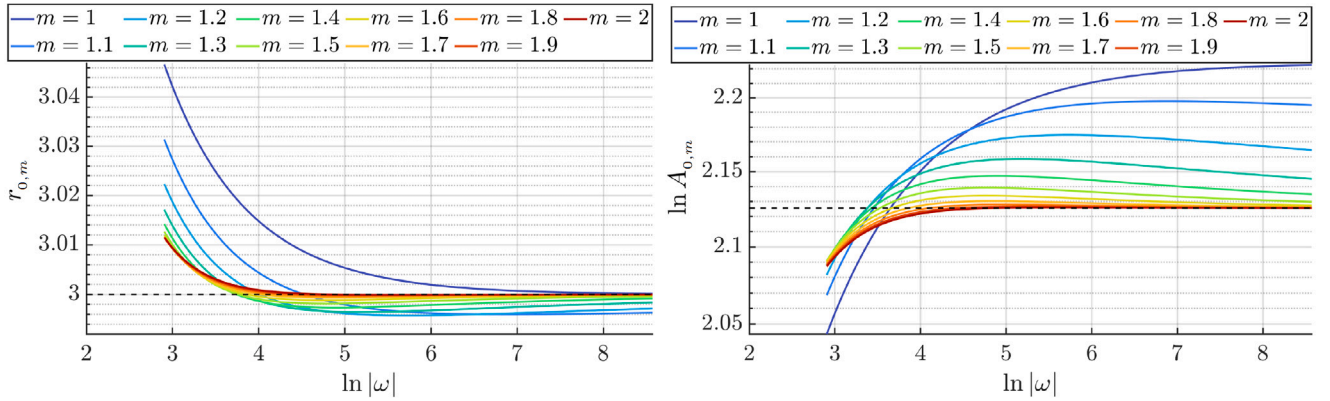 m = 1 m = 1.2 m = 1.4 m = 1.6 m = 1.8 m = 2
m = 1.1 m = 1.3 m = 1.5 m = 1.7 m = 1.9
3.04
3.03
3.02
3.01
3
r₀,ₘ
2 3 4 5 6 7 8
ln |ω|
m = 1 m = 1.2 m = 1.4 m = 1.6 m = 1.8 m = 2
m = 1.1 m = 1.3 m = 1.5 m = 1.7 m = 1.9
2.2
2.15
2.1
2.05
ln A₀,ₘ
2 3 4 5 6 7 8
ln |ω|